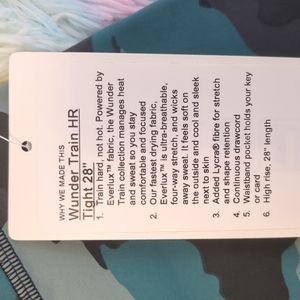 WHY WE MADE THIS
Wunder Train HR
Tight 28"
1. Train hard, not hot. Powered by
Everlux™ fabric, the Wunder
Train collection manages heat
and sweat so you stay
comfortable and focused
2. Our fastest drying fabric,
Everlux™ is ultra-breathable,
four-way stretch, and wicks
away sweat. It feels soft on
the outside and cool and sleek
next to skin
3. Added Lycra® fibre for stretch
and shape retention
4. Continuous drawcord
5. Waistband pocket holds your key
or card
6. High rise, 28" length